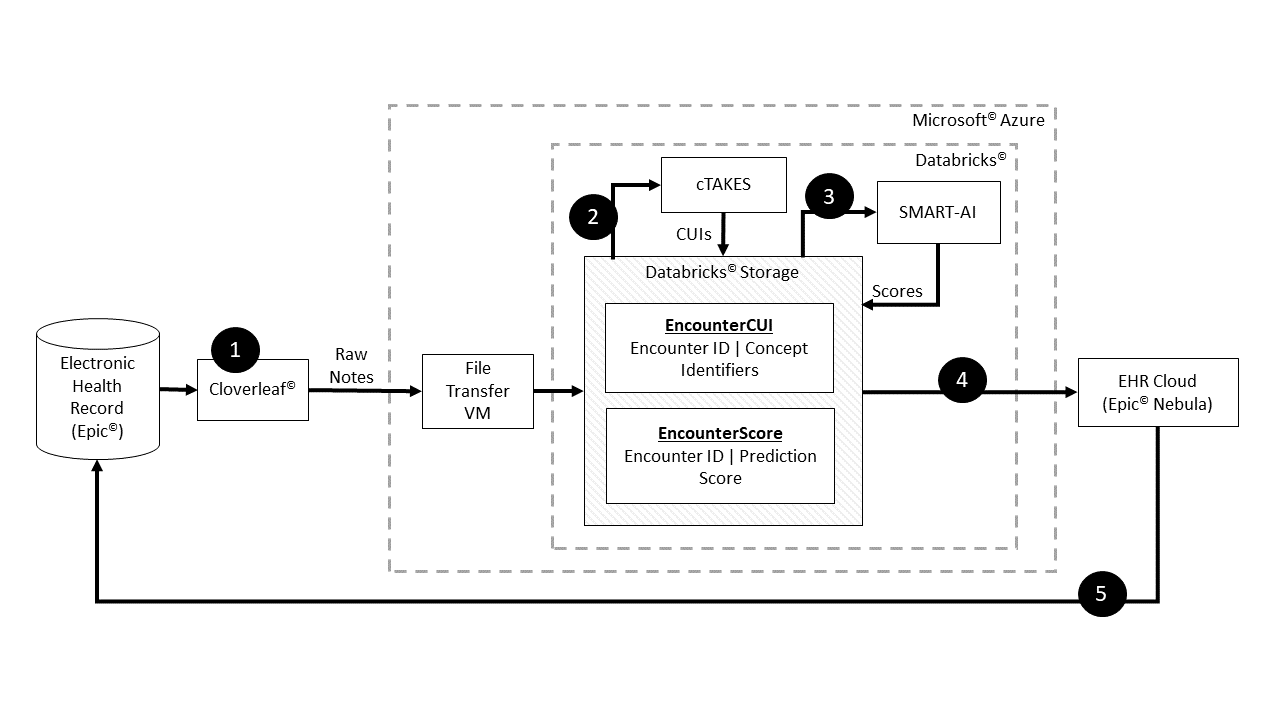 Microsoft© Azure
Databricks©
cTAKES
2
3
SMART-AI
CUIs
Databricks© Storage
Scores
EncounterCUI
Encounter ID | Concept
Identifiers
EncounterScore
Encounter ID | Prediction
Score
1
Electronic
Health
Record
(Epic©)
Cloverleaf©
Raw
Notes
File
Transfer
VM
4
EHR Cloud
(Epic© Nebula)
5